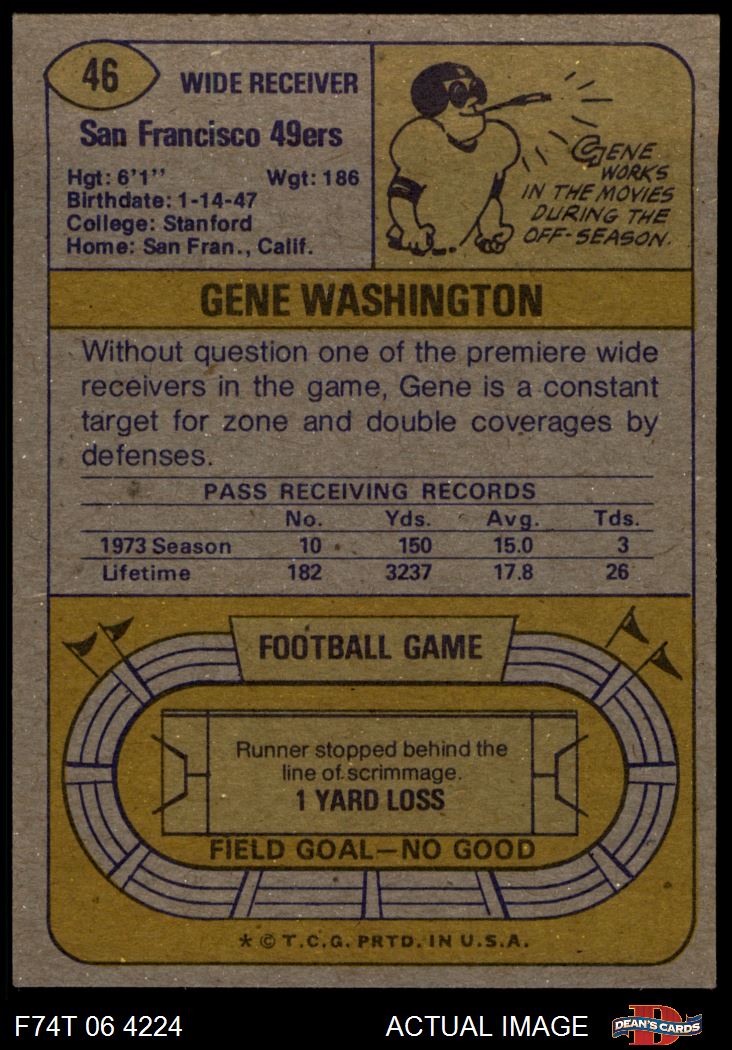 46
WIDE RECEIVER
San Francisco 49ers
Hgt: 6'1'' Wgt: 186
Birthdate: 1-14-47
College: Stanford
Home: San Fran., Calif.
GENE
WORKS
IN THE MOVIES
DURING THE
OFF-SEASON.
GENE WASHINGTON
Without question one of the premiere wide
receivers in the game, Gene is a constant
target for zone and double coverages by
defenses.
PASS RECEIVING RECORDS
No. Yds. Avg. Tds.
1973 Season 10 150 15.0 3
Lifetime 182 3237 17.8 26
FOOTBALL GAME
Runner stopped behind the
line of scrimmage.
1 YARD LOSS
FIELD GOAL—NO GOOD
* © T.C.G. PRTD. IN U.S.A.
F74T 06 4224 ACTUAL IMAGE D DEAN'S CARDS